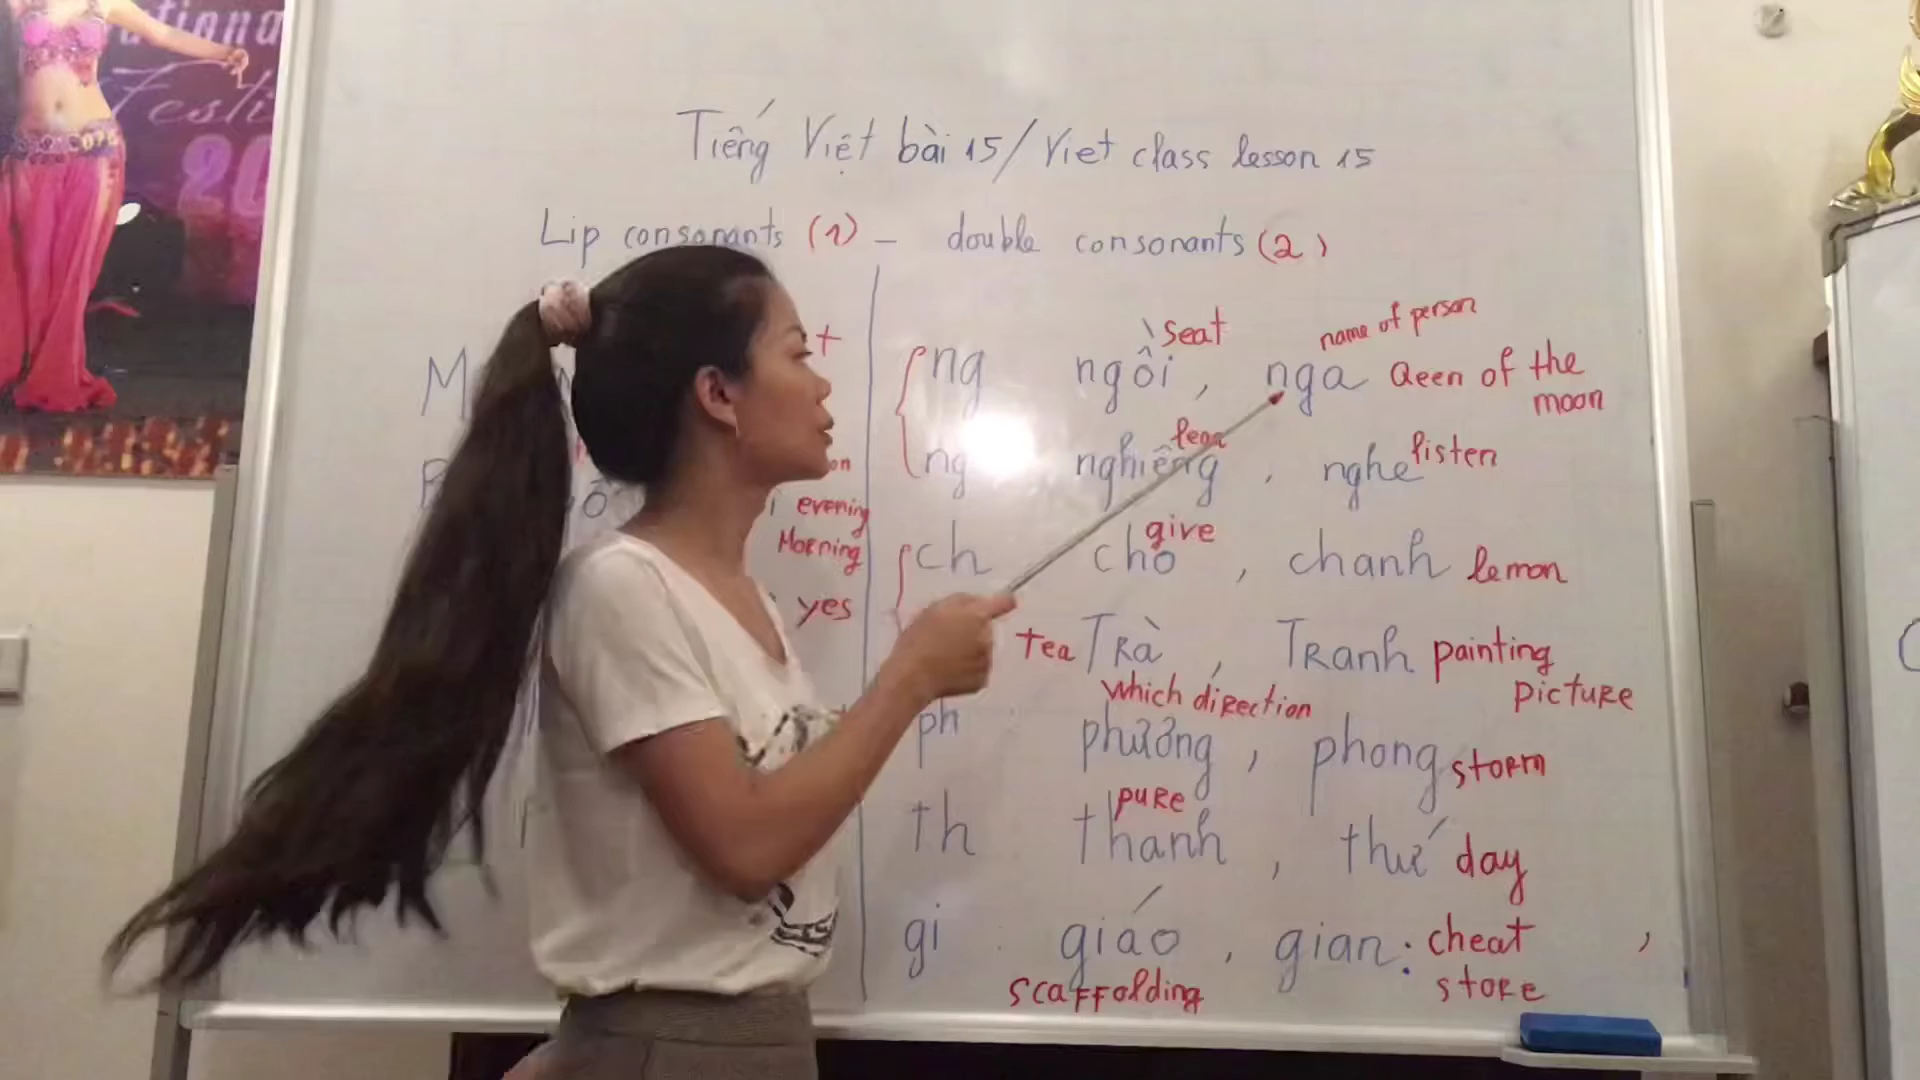 Festi
20
Tiếng Việt bài 15/ Viet class lesson 15
Lip consonants (1) - double consonants (2)
evening
Morning
yes
ng ngồi, seat nga name of person Qeen of the moon
nghiêng, nghe listen
ch cho give, chanh lemon
tea Trà, Tranh painting picture
ph phương, which direction phong storm
th thanh, pure thứ day
gi giáo, gian: cheat store
scaffolding